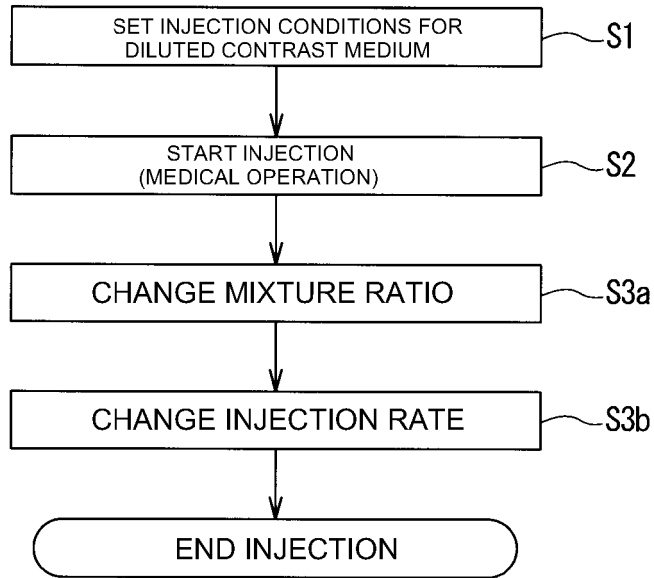 SET INJECTION CONDITIONS FOR
DILUTED CONTRAST MEDIUM
S1
START INJECTION
(MEDICAL OPERATION)
S2
CHANGE MIXTURE RATIO
S3a
CHANGE INJECTION RATE
S3b
END INJECTION